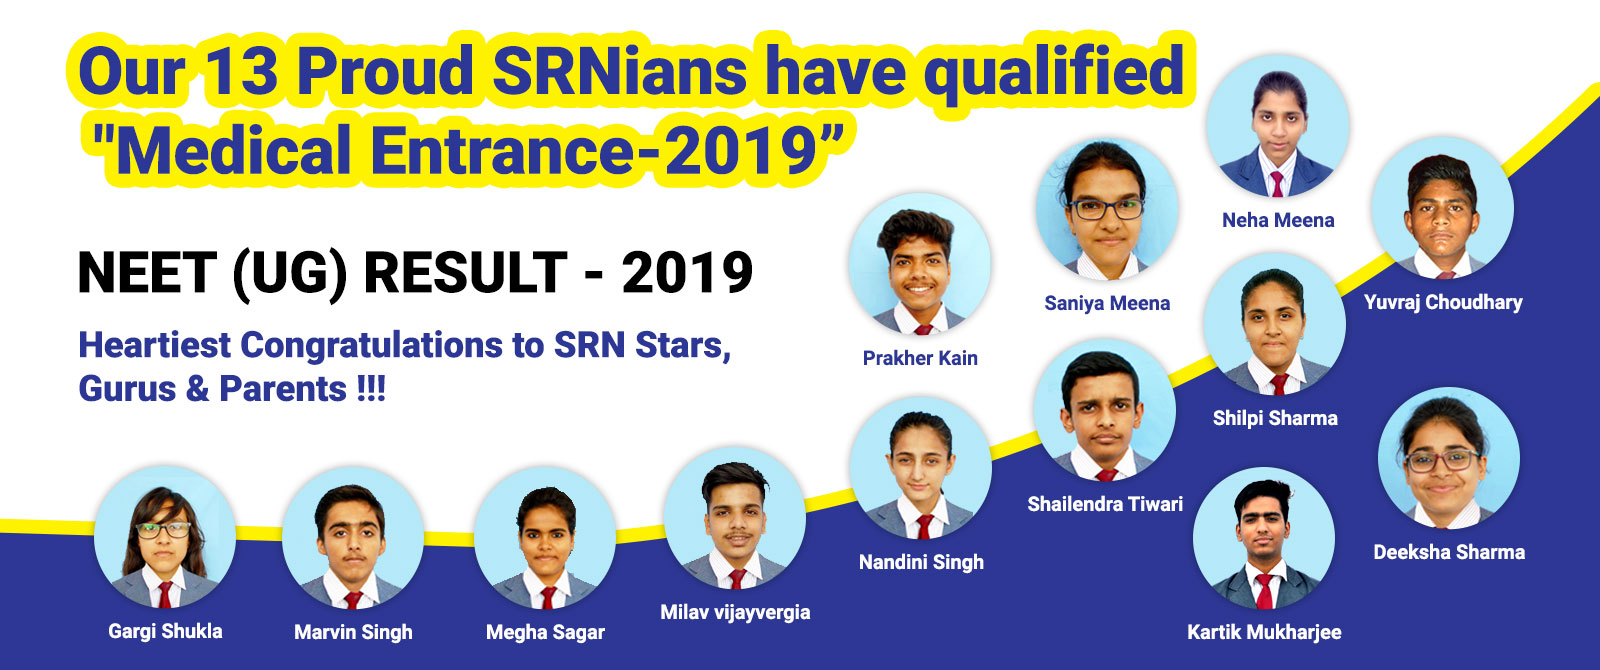 Our 13 Proud SRNians have qualified
"Medical Entrance-2019”
NEET (UG) RESULT - 2019
Heartiest Congratulations to SRN Stars,
Gurus & Parents !!!
Neha Meena
Saniya Meena
Yuvraj Choudhary
Prakher Kain
Shilpi Sharma
Shailendra Tiwari
Deeksha Sharma
Nandini Singh
Milav vijayvergia
Gargi Shukla
Marvin Singh
Megha Sagar
Kartik Mukharjee